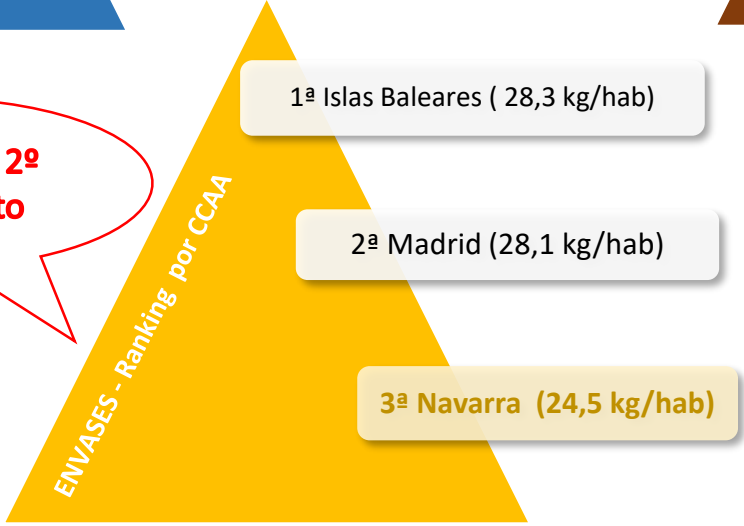 1ª Islas Baleares ( 28,3 kg/hab)
2º
2ª Madrid (28,1 kg/hab)
ENVASES - Ranking por CCAA
3ª Navarra (24,5 kg/hab)